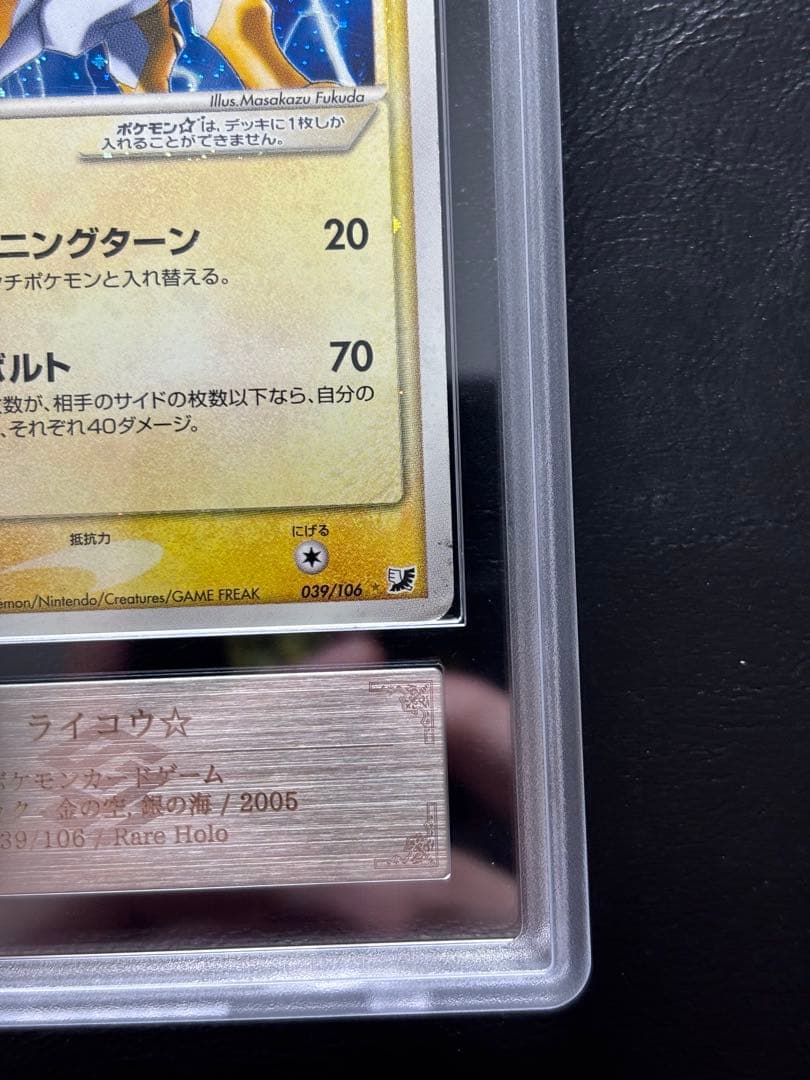 Illus.Masakazu Fukuda
ポケモン☆は、デッキに1枚しか
入れることができません。
ニングターン 20
チポケモンと入れ替える。
ボルト 70
数が、相手のサイドの枚数以下なら、自分の
、それぞれ40ダメージ。
抵抗力 にげる
émon/Nintendo/Creatures/GAME FREAK 039/106 ★
ライコウ☆
ポケモンカードゲーム
ック 金の空, 銀の海 / 2005
39/106 / Rare Holo